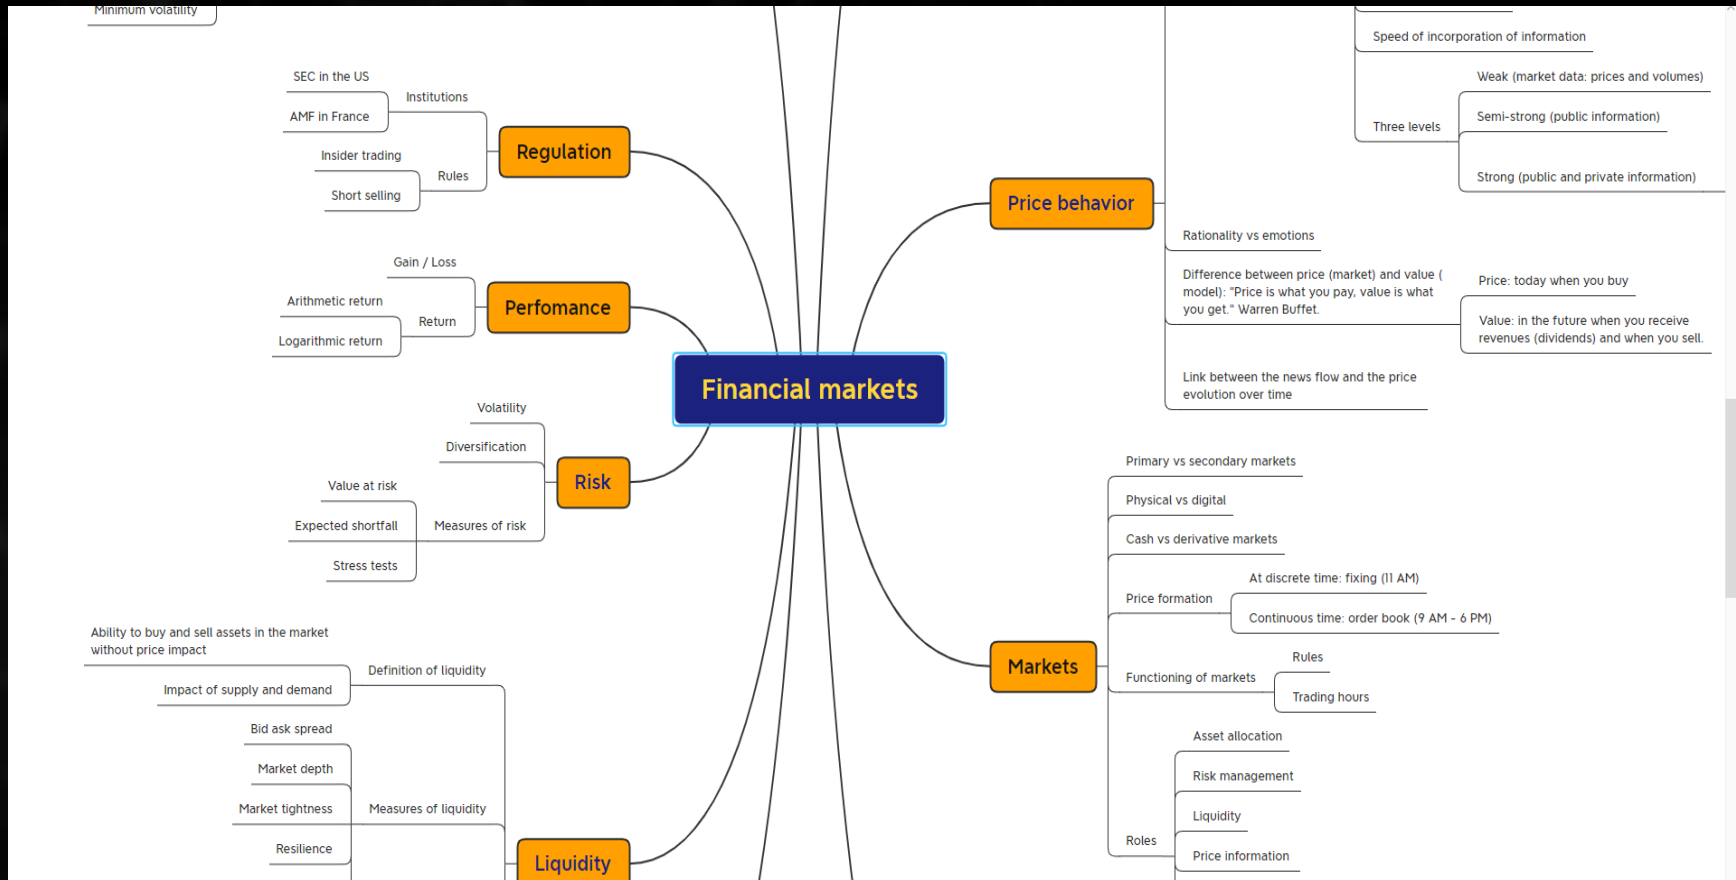 Minimum volatility
SEC in the US
Institutions
AMF in France
Insider trading
Rules
Short selling
Regulation
Gain / Loss
Arithmetic return
Return
Logarithmic return
Perfomance
Volatility
Diversification
Value at risk
Expected shortfall
Measures of risk
Stress tests
Risk
Ability to buy and sell assets in the market
without price impact
Definition of liquidity
Impact of supply and demand
Bid ask spread
Market depth
Market tightness
Measures of liquidity
Resilience
Liquidity
Financial markets
Speed of incorporation of information
Weak (market data: prices and volumes)
Semi-strong (public information)
Three levels
Strong (public and private information)
Price behavior
Rationality vs emotions
Difference between price (market) and value (
model): "Price is what you pay, value is what
you get." Warren Buffet.
Price: today when you buy
Value: in the future when you receive
revenues (dividends) and when you sell.
Link between the news flow and the price
evolution over time
Primary vs secondary markets
Physical vs digital
Cash vs derivative markets
At discrete time: fixing (11 AM)
Price formation
Continuous time: order book (9 AM - 6 PM)
Markets
Rules
Functioning of markets
Trading hours
Asset allocation
Risk management
Liquidity
Roles
Price information